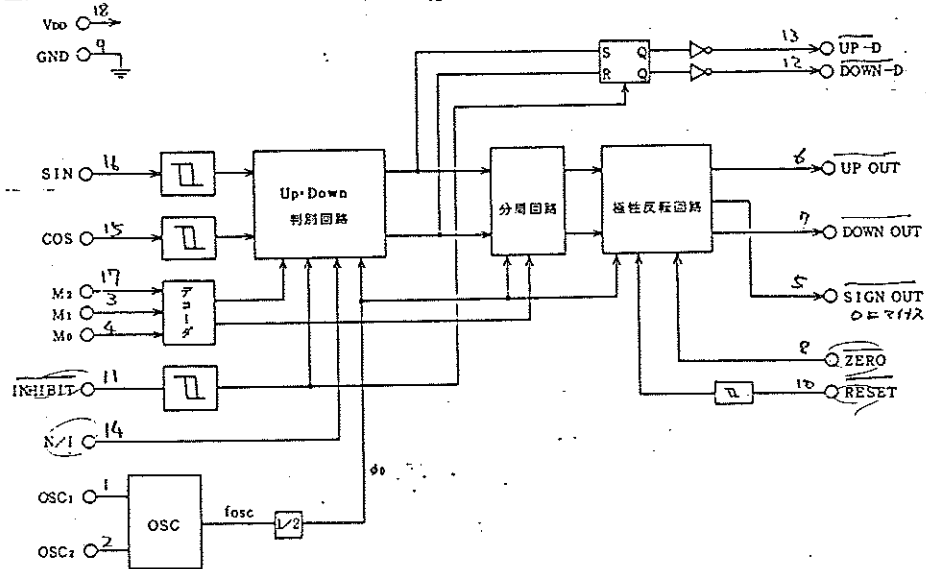 VDD 18
GND 9
S Q
R Q
13 UP-D
12 DOWN-D
SIN 16
COS 15
Up・Down
判別回路
分周回路
極性反転回路
6 UP OUT
7 DOWN OUT
5 SIGN OUT
0にマイナス
M2 17
M1 3
M0 4
デコーダ
INHIBIT 11
8 ZERO
10 RESET
N/I 14
φ0
OSC1 1
OSC2 2
OSC
fosc
1/2